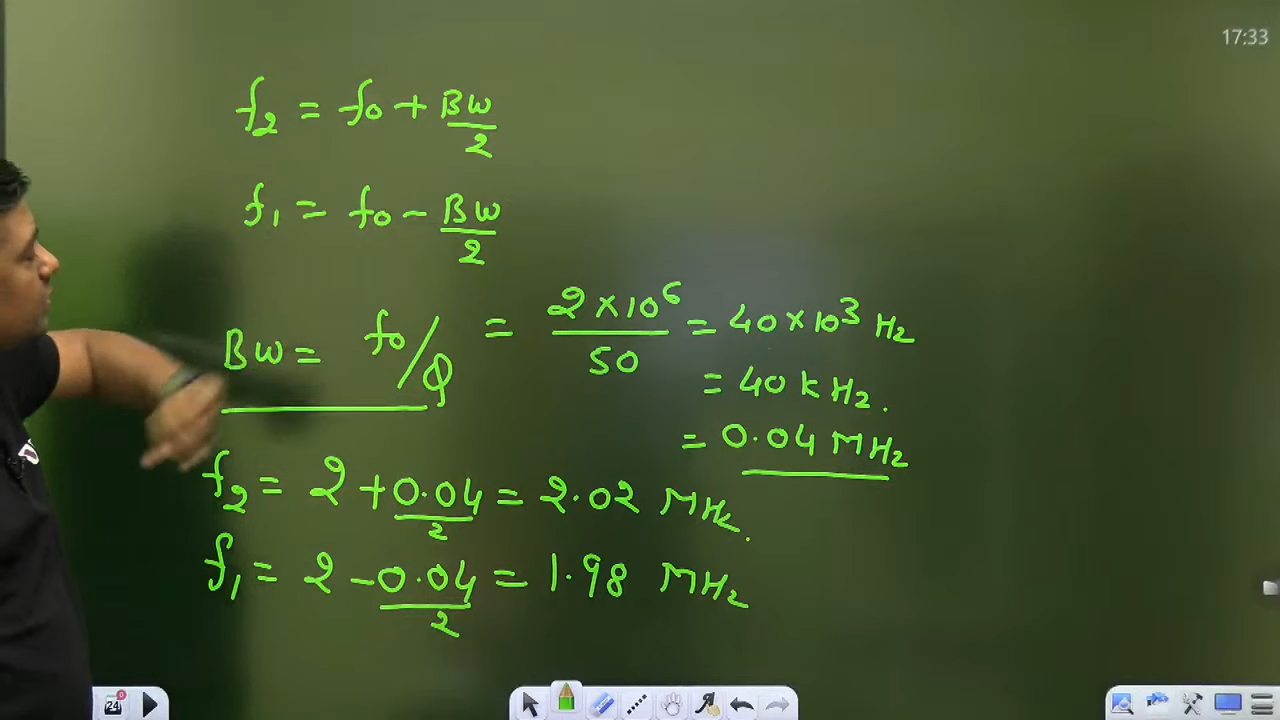 17:33
f2 = f0 + BW/2
f1 = f0 - BW/2
BW = f0/Q = 2×10^6/50 = 40×10^3 Hz
= 40 kHz.
= 0.04 MHz
f2 = 2 + 0.04/2 = 2.02 MHz.
f1 = 2 - 0.04/2 = 1.98 MHz
24 0